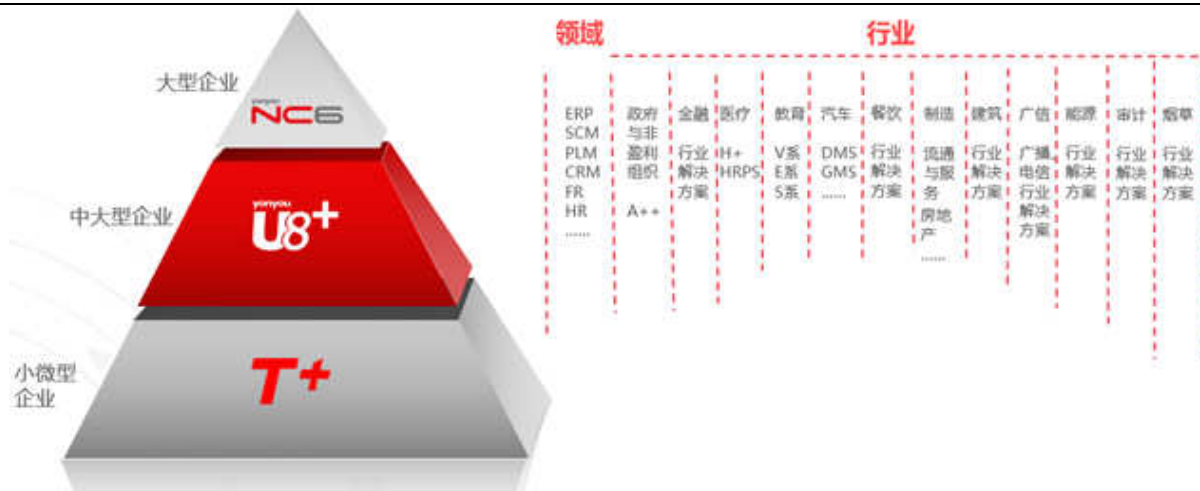 大型企业
yonyou
NC6
中大型企业
yonyou
U8+
小微型
企业
T+
领域
行业
ERP
SCM
PLM
CRM
FR
HR
......
政府
与非
盈利
组织
A++
金融
行业
解决
方案
医疗
H+
HRPS
教育
V系
E系
S系
汽车
DMS
GMS
......
餐饮
行业
解决
方案
制造
流通
与服
务
房地
产
......
建筑
行业
解决
方案
广信
广播、
电信
行业
解决
方案
能源
行业
解决
方案
审计
行业
解决
方案
烟草
行业
解决
方案